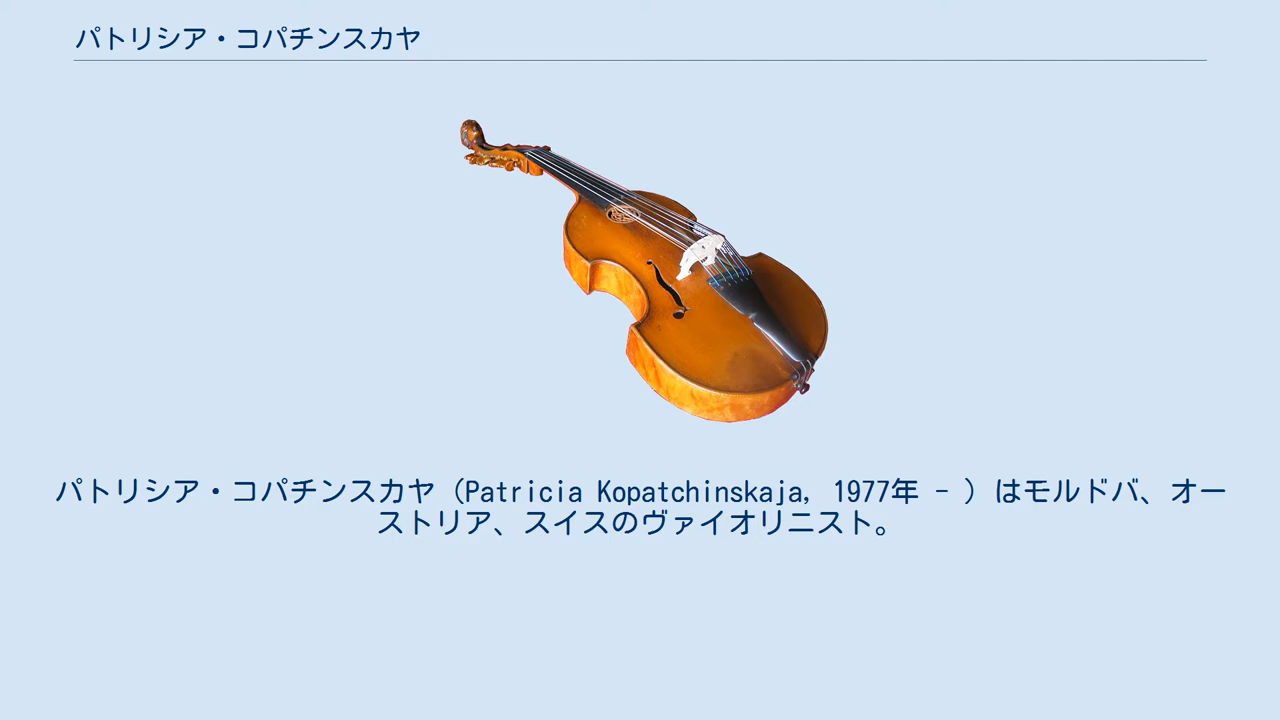 パトリシア・コパチンスカヤ
パトリシア・コパチンスカヤ（Patricia Kopatchinskaja, 1977年 - ）はモルドバ、オー
ストリア、スイスのヴァイオリニスト。